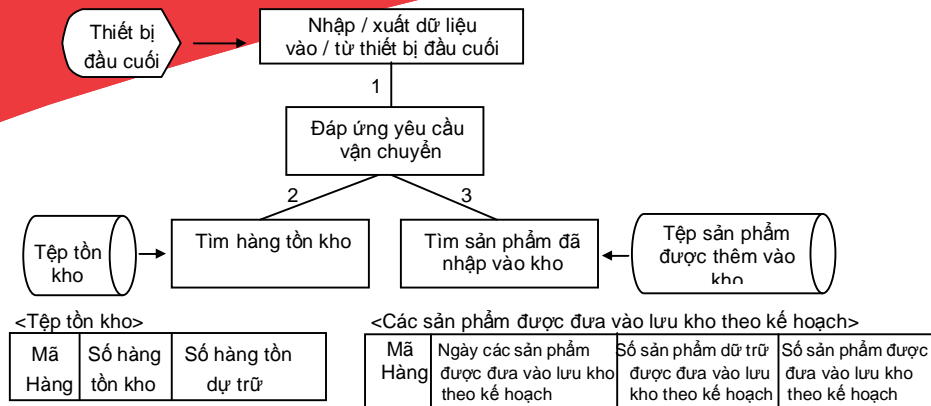 Thiết bị
đầu cuối
Nhập / xuất dữ liệu
vào / từ thiết bị đầu cuối
1
Đáp ứng yêu cầu
vận chuyển
2
3
Tệp tồn
kho
Tìm hàng tồn kho
Tìm sản phẩm đã
nhập vào kho
Tệp sản phẩm
được thêm vào
kho
<Tệp tồn kho>
Mã
Hàng
Số hàng
tồn kho
Số hàng tồn
dự trữ
<Các sản phẩm được đưa vào lưu kho theo kế hoạch>
Mã
Hàng
Ngày các sản phẩm
được đưa vào lưu kho
theo kế hoạch
Số sản phẩm dữ trữ
được đưa vào lưu
kho theo kế hoạch
Số sản phẩm được
đưa vào lưu kho
theo kế hoạch